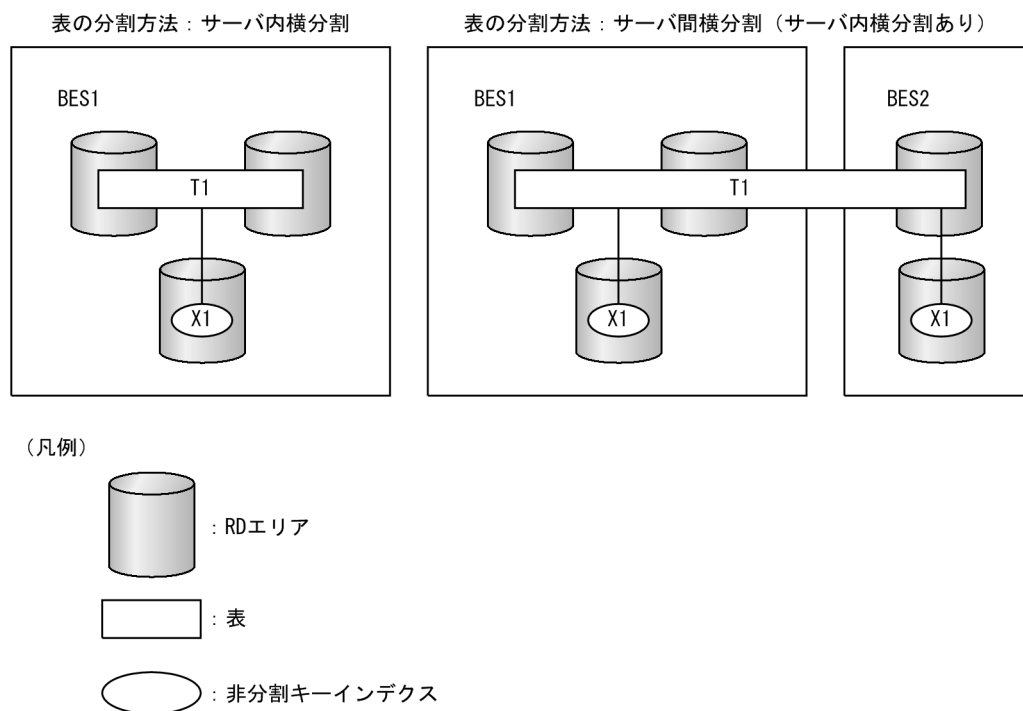 表の分割方法：サーバ内横分割
表の分割方法：サーバ間横分割（サーバ内横分割あり）
BES1
T1
X1
BES1
BES2
T1
X1
X1
（凡例）
：RDエリア
：表
：非分割キーインデクス